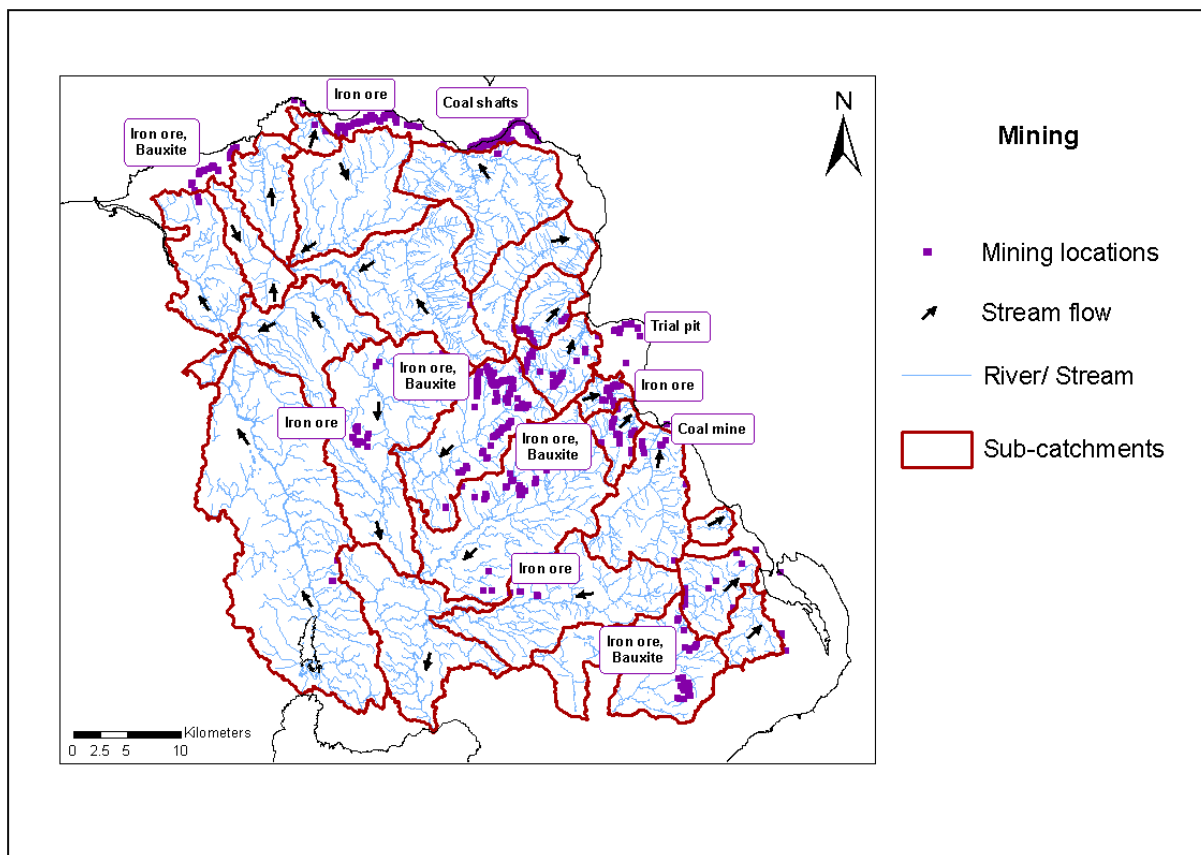 Iron ore
Coal shafts
Iron ore,
Bauxite
N
Trial pit
Iron ore,
Bauxite
Iron ore
Iron ore
Coal mine
Iron ore,
Bauxite
Iron ore
Iron ore,
Bauxite
Kilometers
0 2.5 5 10
Mining
Mining locations
Stream flow
River/ Stream
Sub-catchments